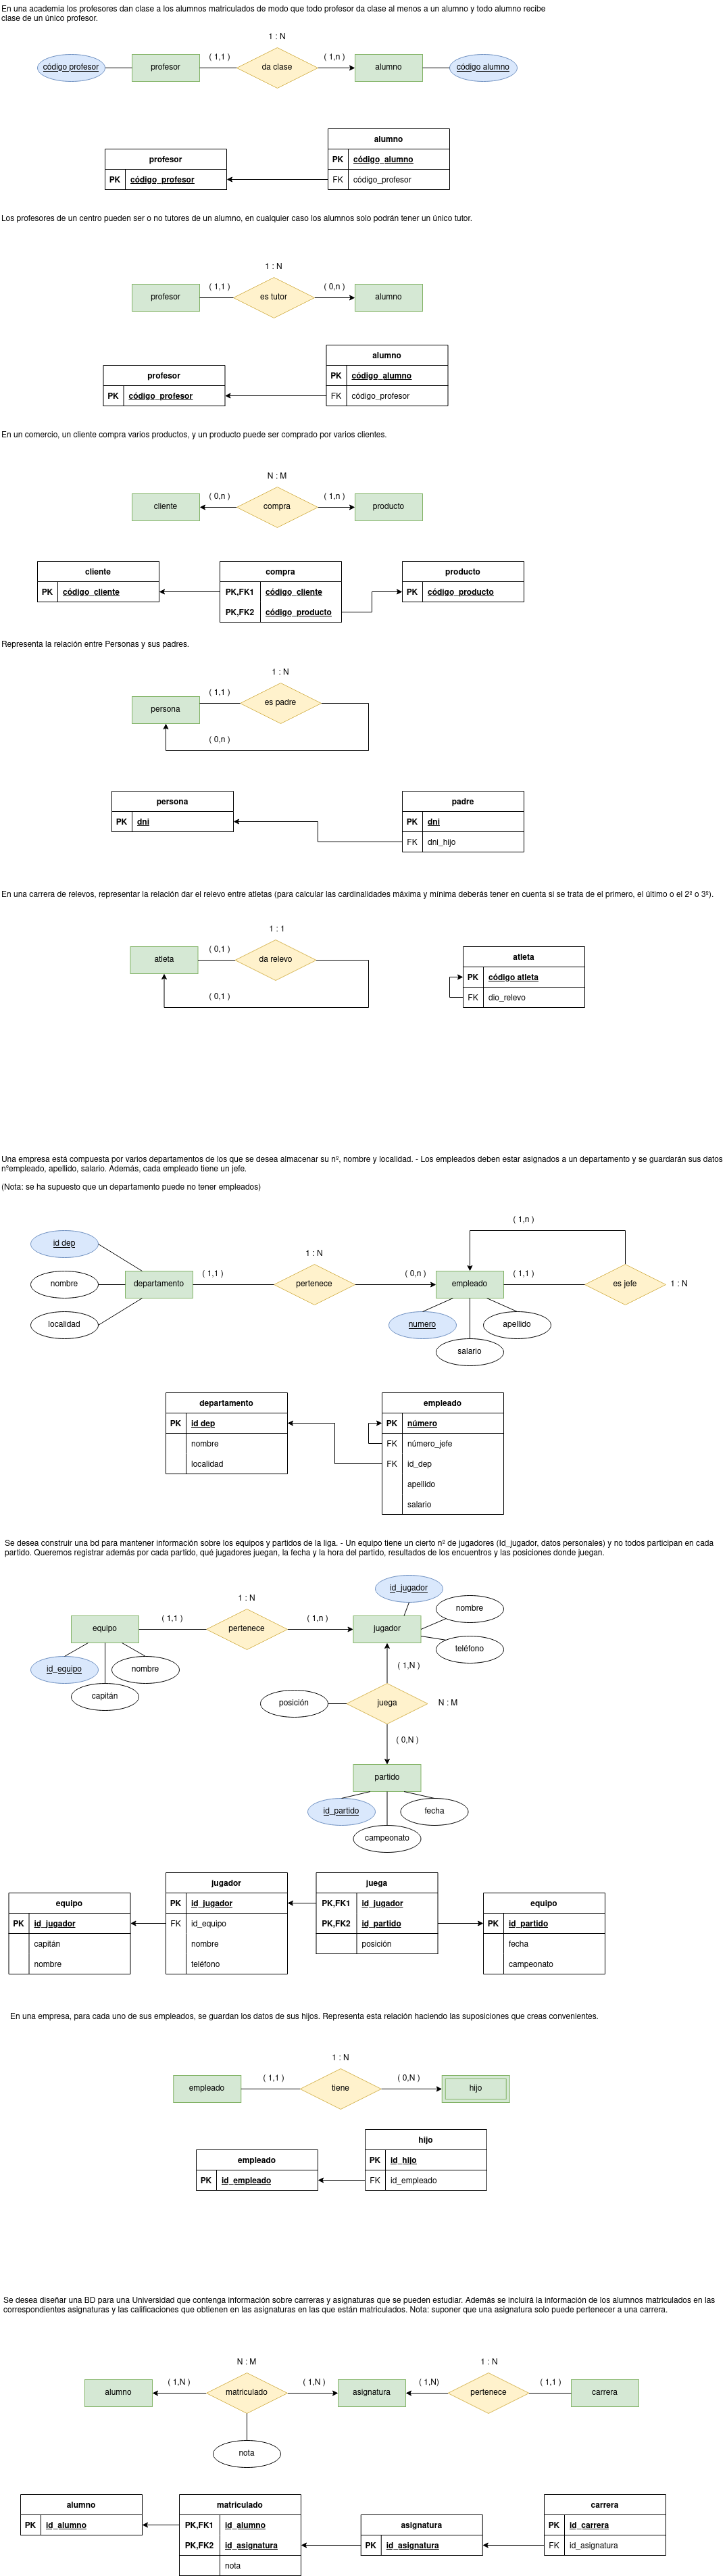 En una academia los profesores dan clase a los alumnos matriculados de modo que todo profesor da clase al menos a un alumno y todo alumno recibe
clase de un único profesor.
1 : N
código profesor
profesor
( 1,1 )
da clase
( 1,n )
alumno
código alumno
profesor
PK código_profesor
alumno
PK código_alumno
FK código_profesor
Los profesores de un centro pueden ser o no tutores de un alumno, en cualquier caso los alumnos solo podrán tener un único tutor.
1 : N
profesor
( 1,1 )
es tutor
( 0,n )
alumno
profesor
PK código_profesor
alumno
PK código_alumno
FK código_profesor
En un comercio, un cliente compra varios productos, y un producto puede ser comprado por varios clientes.
N : M
cliente
( 0,n )
compra
( 1,n )
producto
cliente
PK código_cliente
compra
PK,FK1 código_cliente
PK,FK2 código_producto
producto
PK código_producto
Representa la relación entre Personas y sus padres.
1 : N
persona
( 1,1 )
es padre
( 0,n )
persona
PK dni
padre
PK dni
FK dni_hijo
En una carrera de relevos, representar la relación dar el relevo entre atletas (para calcular las cardinalidades máxima y mínima deberás tener en cuenta si se trata de el primero, el último o el 2º o 3º).
1 : 1
atleta
( 0,1 )
da relevo
( 0,1 )
atleta
PK código atleta
FK dio_relevo
Una empresa está compuesta por varios departamentos de los que se desea almacenar su nº, nombre y localidad. - Los empleados deben estar asignados a un departamento y se guardarán sus datos
nºempleado, apellido, salario. Además, cada empleado tiene un jefe.
(Nota: se ha supuesto que un departamento puede no tener empleados)
( 1,n )
id dep
nombre
localidad
departamento
( 1,1 )
1 : N
pertenece
( 0,n )
empleado
( 1,1 )
es jefe
1 : N
numero
apellido
salario
departamento
PK id dep
nombre
localidad
empleado
PK número
FK número_jefe
FK id_dep
apellido
salario
Se desea construir una bd para mantener información sobre los equipos y partidos de la liga. - Un equipo tiene un cierto nº de jugadores (Id_jugador, datos personales) y no todos participan en cada
partido. Queremos registrar además por cada partido, qué jugadores juegan, la fecha y la hora del partido, resultados de los encuentros y las posiciones donde juegan.
id_jugador
1 : N
nombre
equipo
( 1,1 )
pertenece
( 1,n )
jugador
teléfono
id_equipo
nombre
capitán
( 1,N )
posición
juega
N : M
( 0,N )
partido
id_partido
fecha
campeonato
equipo
PK id_jugador
capitán
nombre
jugador
PK id_jugador
FK id_equipo
nombre
teléfono
juega
PK,FK1 id_jugador
PK,FK2 id_partido
posición
equipo
PK id_partido
fecha
campeonato
En una empresa, para cada uno de sus empleados, se guardan los datos de sus hijos. Representa esta relación haciendo las suposiciones que creas convenientes.
1 : N
empleado
( 1,1 )
tiene
( 0,N )
hijo
empleado
PK id_empleado
hijo
PK id_hijo
FK id_empleado
Se desea diseñar una BD para una Universidad que contenga información sobre carreras y asignaturas que se pueden estudiar. Además se incluirá la información de los alumnos matriculados en las
correspondientes asignaturas y las calificaciones que obtienen en las asignaturas en las que están matriculados. Nota: suponer que una asignatura solo puede pertenecer a una carrera.
N : M
1 : N
alumno
( 1,N )
matriculado
( 1,N )
asignatura
( 1,N)
pertenece
( 1,1 )
carrera
nota
alumno
PK id_alumno
matriculado
PK,FK1 id_alumno
PK,FK2 id_asignatura
nota
asignatura
PK id_asignatura
carrera
PK id_carrera
FK id_asignatura